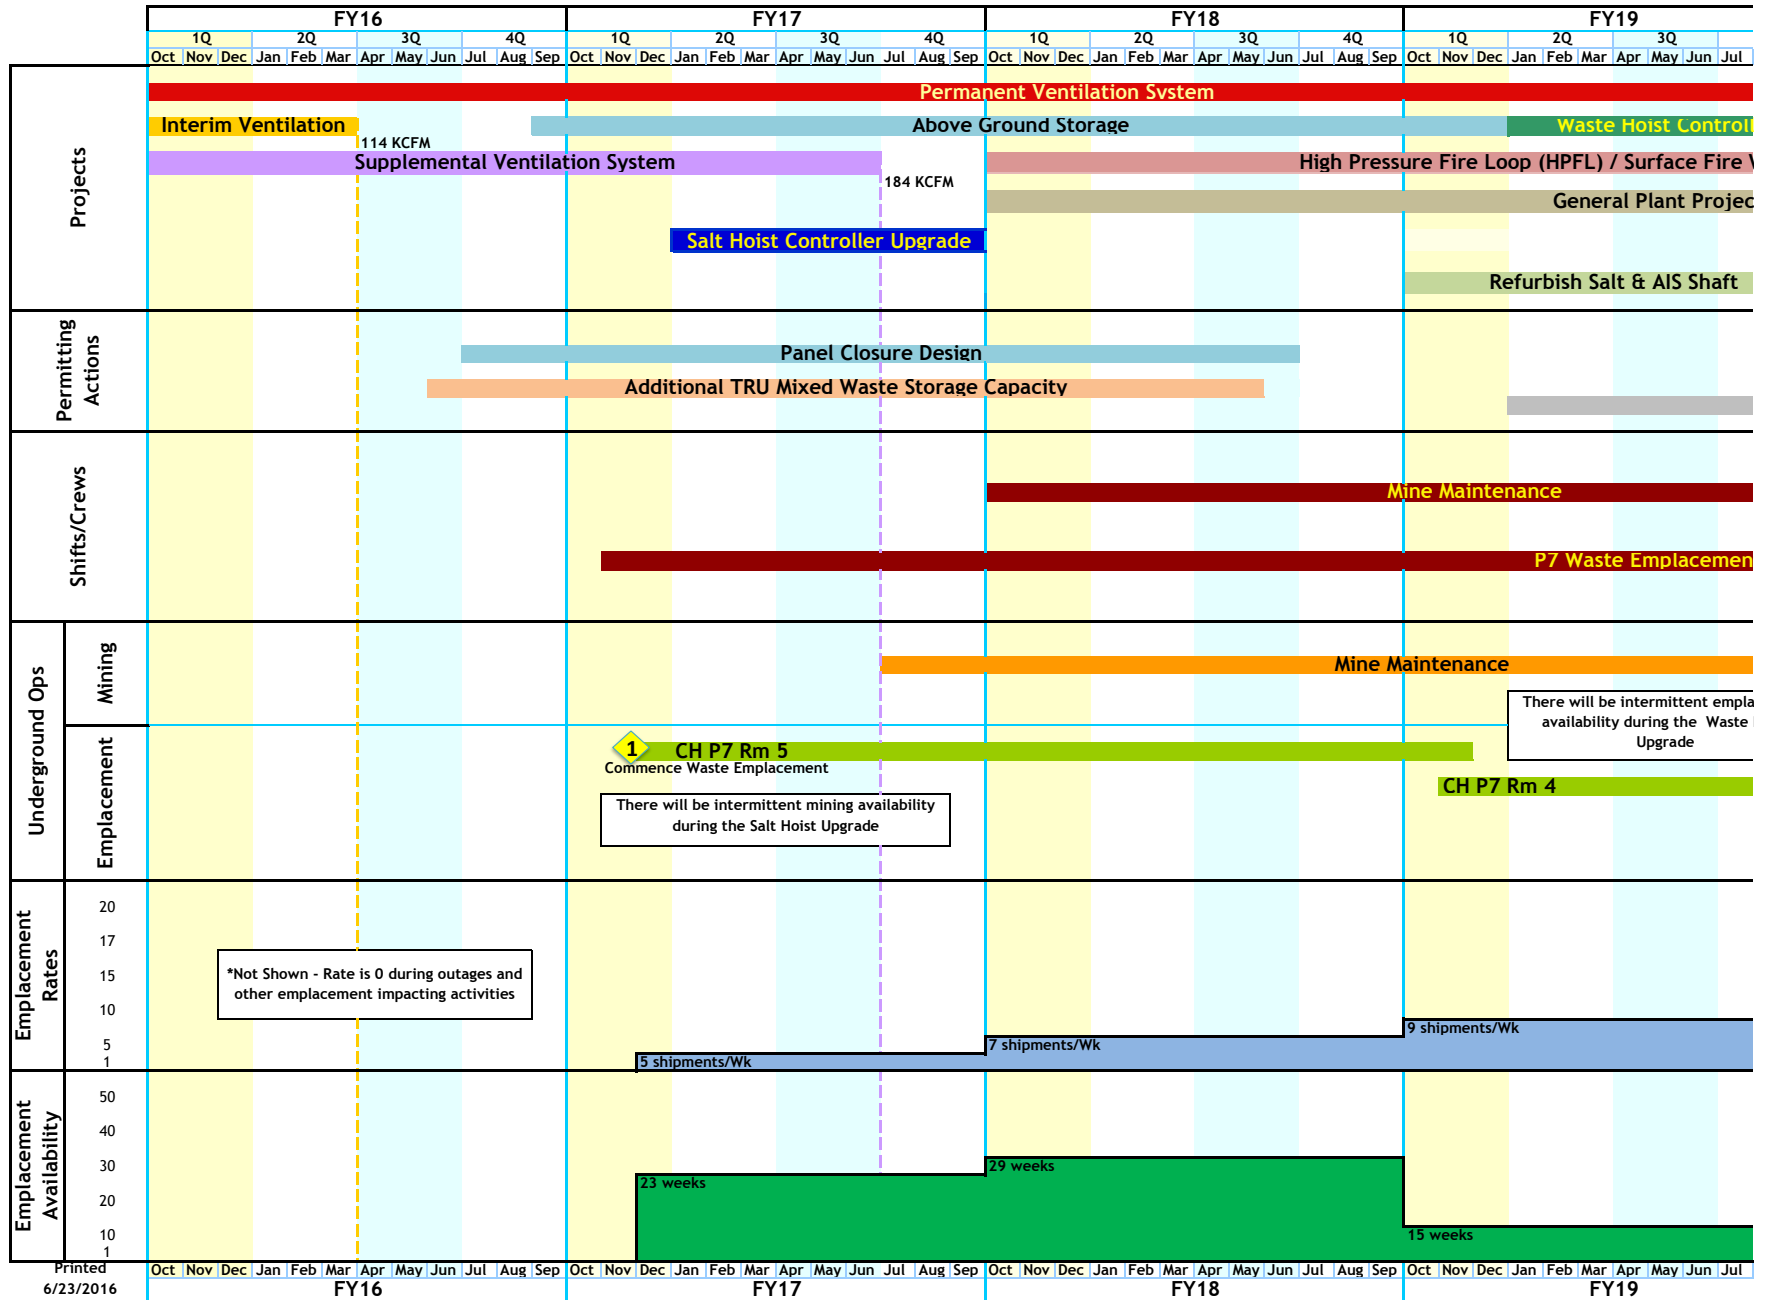 FY16 FY17 FY18 FY19
1Q 2Q 3Q 4Q 1Q 2Q 3Q 4Q 1Q 2Q 3Q 4Q 1Q 2Q 3Q
Oct Nov Dec Jan Feb Mar Apr May Jun Jul Aug Sep Oct Nov Dec Jan Feb Mar Apr May Jun Jul Aug Sep Oct Nov Dec Jan Feb Mar Apr May Jun Jul Aug Sep Oct Nov Dec Jan Feb Mar Apr May Jun Jul
Projects
Permanent Ventilation System
Interim Ventilation
Above Ground Storage
Waste Hoist Controll
114 KCFM
Supplemental Ventilation System
High Pressure Fire Loop (HPFL) / Surface Fire
184 KCFM
General Plant Projec
Salt Hoist Controller Upgrade
Refurbish Salt & AIS Shaft
Permitting
Actions
Panel Closure Design
Additional TRU Mixed Waste Storage Capacity
Shifts/Crews
Mine Maintenance
P7 Waste Emplacemen
Underground Ops
Mining
Mine Maintenance
There will be intermittent empla
availability during the Waste
Upgrade
Emplacement
1
CH P7 Rm 5
Commence Waste Emplacement
CH P7 Rm 4
There will be intermittent mining availability
during the Salt Hoist Upgrade
Emplacement
Rates
20
17
15
10
5
1
*Not Shown - Rate is 0 during outages and
other emplacement impacting activities
5 shipments/Wk
7 shipments/Wk
9 shipments/Wk
Emplacement
Availability
50
40
30
20
10
1
23 weeks
29 weeks
15 weeks
Printed
6/23/2016
Oct Nov Dec Jan Feb Mar Apr May Jun Jul Aug Sep Oct Nov Dec Jan Feb Mar Apr May Jun Jul Aug Sep Oct Nov Dec Jan Feb Mar Apr May Jun Jul Aug Sep Oct Nov Dec Jan Feb Mar Apr May Jun Jul
FY16 FY17 FY18 FY19